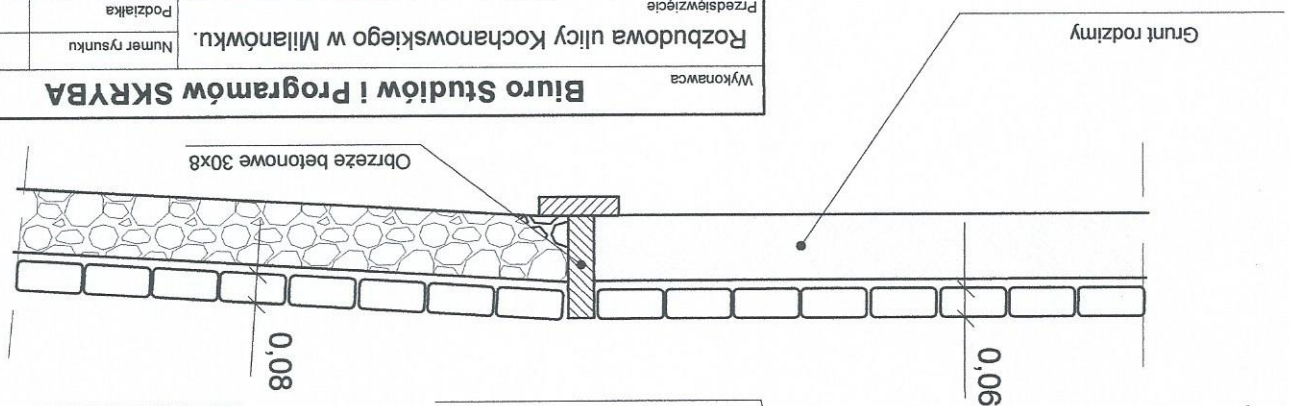 0,06
0,08
Obrzeże betonowe 30x8
Grunt rodzimy
Wykonawca
Biuro Studiów i Programów SKRYBA
Przedsięwzięcie
Rozbudowa ulicy Kochanowskiego w Milanówku.
Numer rysunku
Podziałka